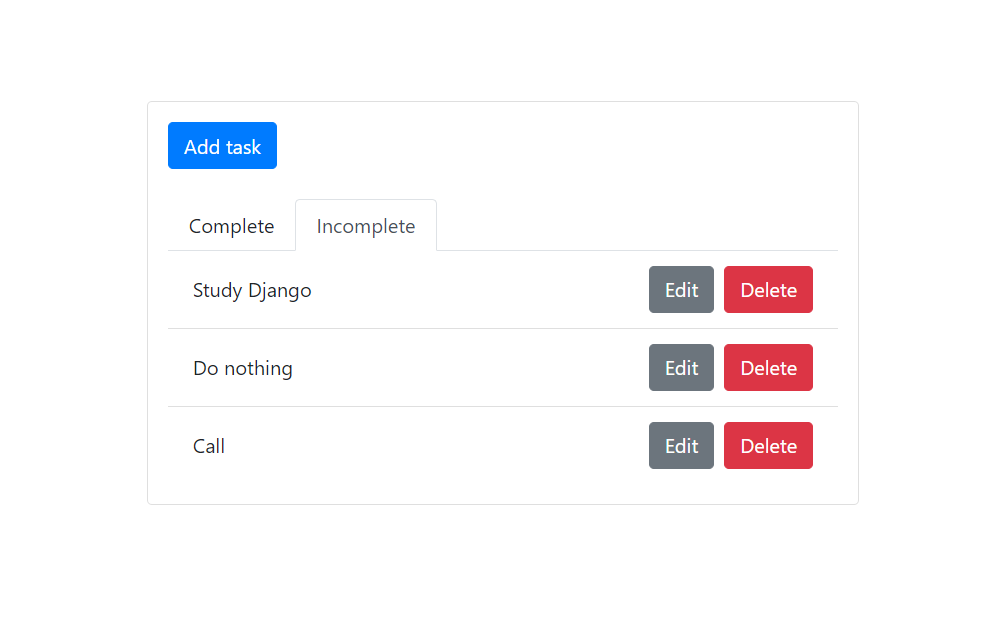 Add task
Complete Incomplete
Study Django Edit Delete
Do nothing Edit Delete
Call Edit Delete